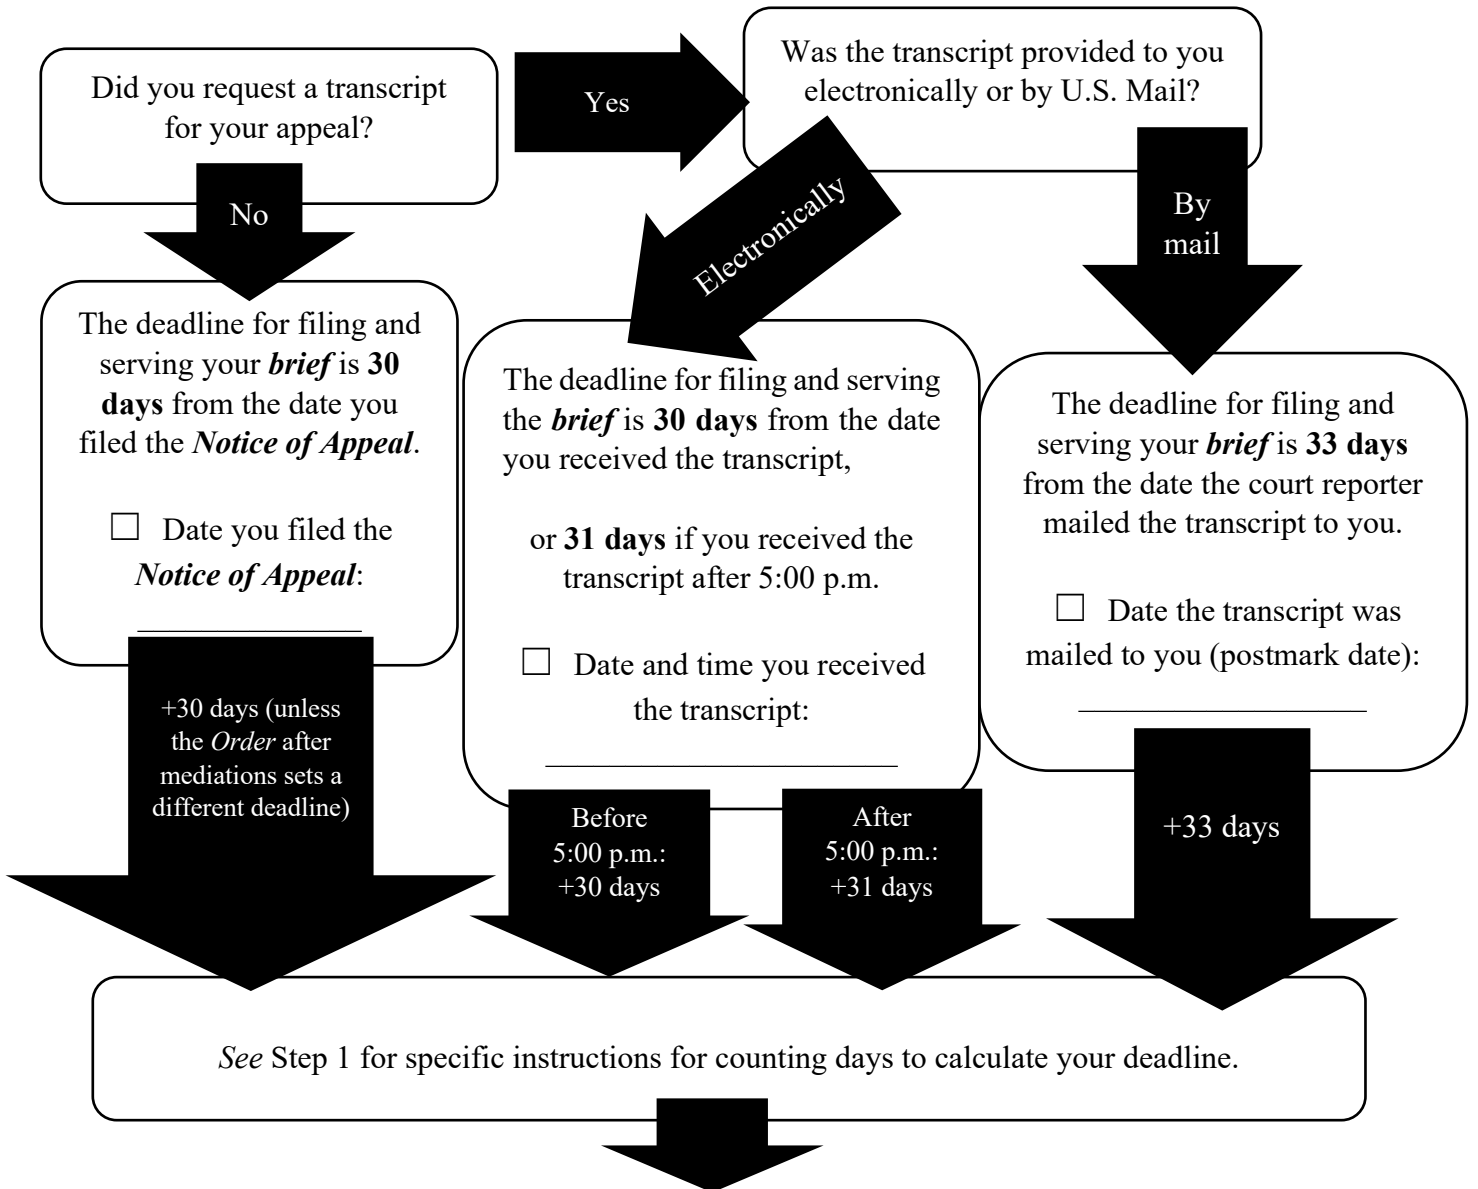 Did you request a transcript
for your appeal?
Yes
Was the transcript provided to you
electronically or by U.S. Mail?
No
Electronically
By
mail
The deadline for filing and
serving your brief is 30
days from the date you
filed the Notice of Appeal.
☐ Date you filed the
Notice of Appeal:
The deadline for filing and serving
the brief is 30 days from the date
you received the transcript,
or 31 days if you received the
transcript after 5:00 p.m.
☐ Date and time you received
the transcript:
The deadline for filing and
serving your brief is 33 days
from the date the court reporter
mailed the transcript to you.
☐ Date the transcript was
mailed to you (postmark date):
+30 days (unless
the Order after
mediations sets a
different deadline)
Before
5:00 p.m.:
+30 days
After
5:00 p.m.:
+31 days
+33 days
See Step 1 for specific instructions for counting days to calculate your deadline.